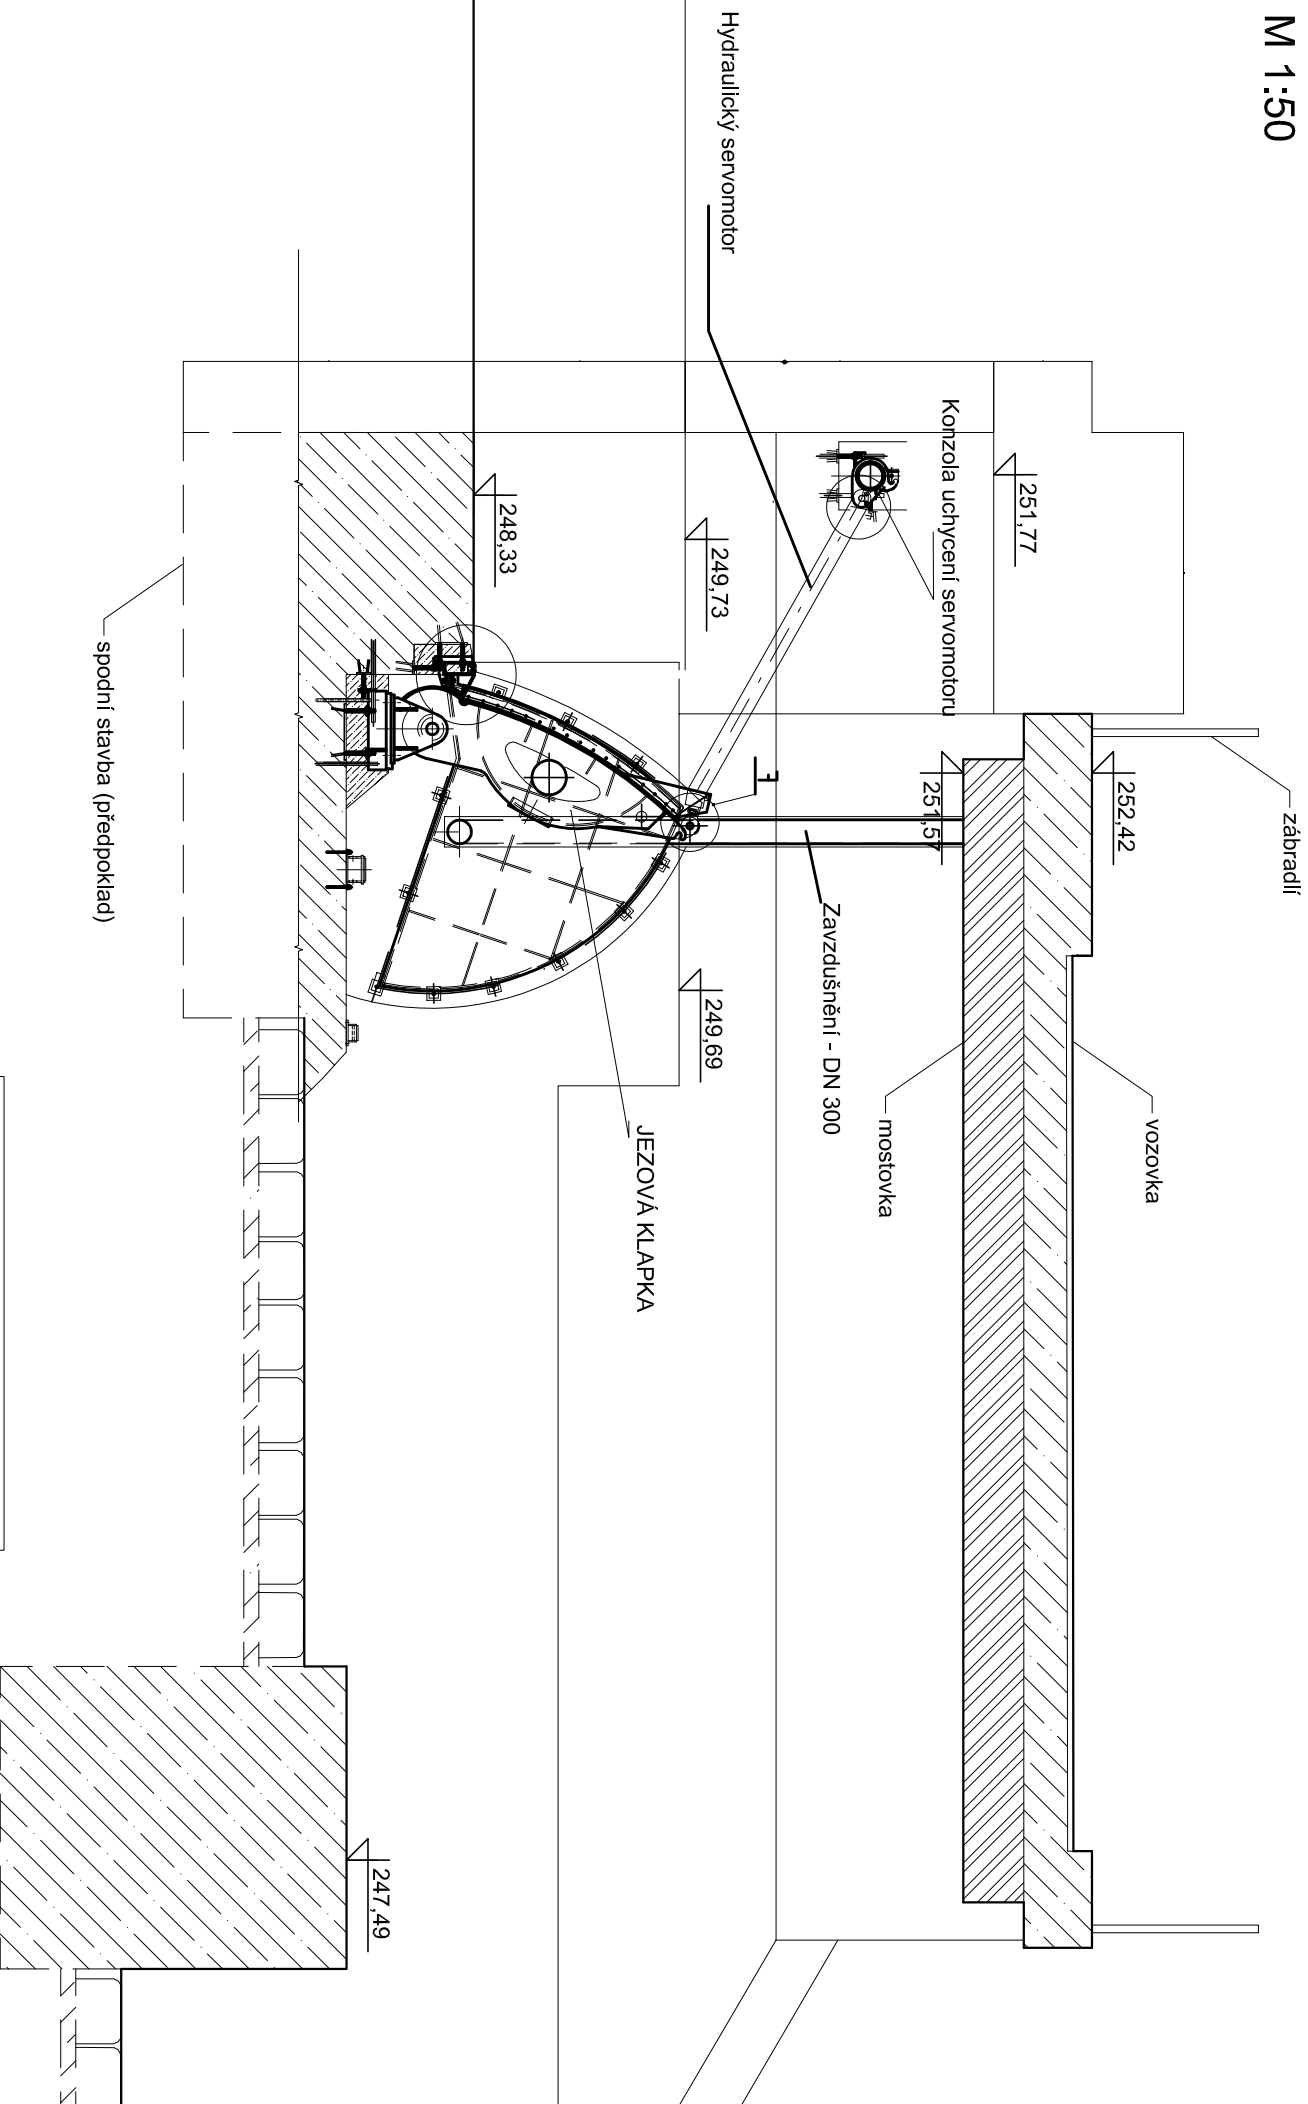 M 1:50
zábradlí
Hydraulický servomotor
Konzola uchycení servomotoru
251,77
252,42
251,57
vozovka
mostovka
248,33
249,73
F
Zavzdušnění - DN 300
249,69
JEZOVÁ KLAPKA
spodní stavba (předpoklad)
247,49